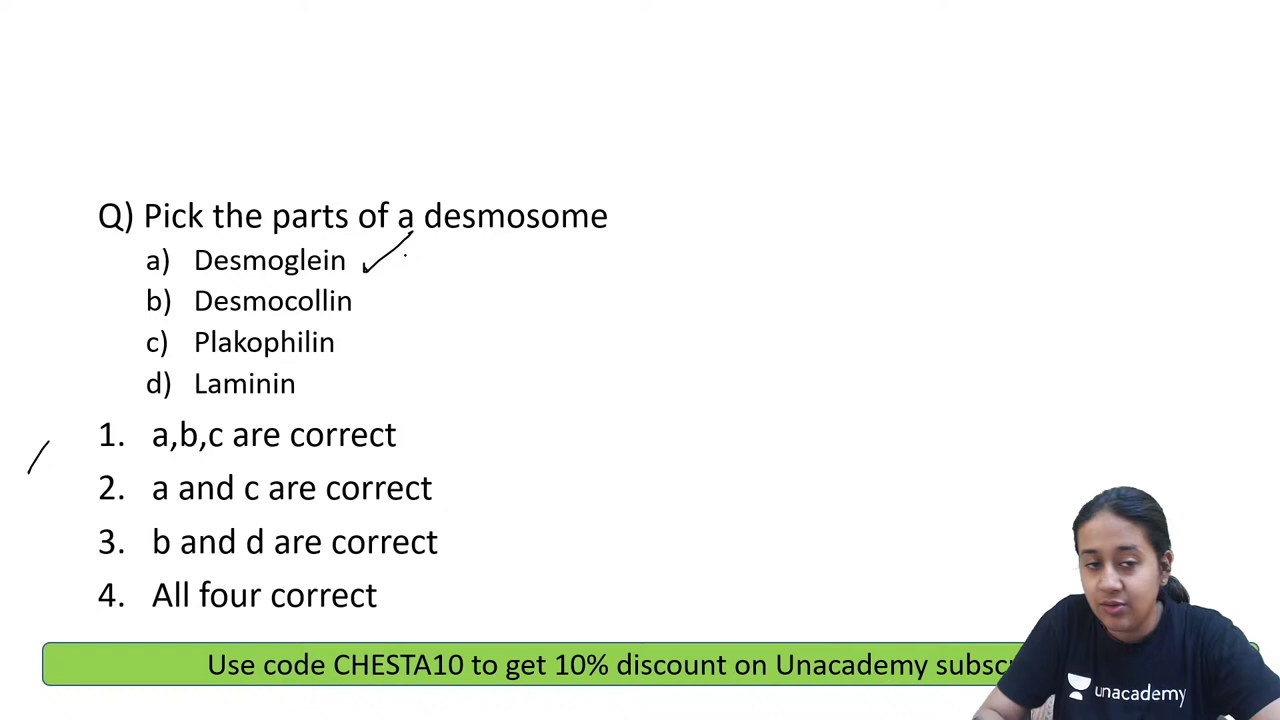 Q) Pick the parts of a desmosome
a) Desmoglein
b) Desmocollin
c) Plakophilin
d) Laminin
1. a,b,c are correct
2. a and c are correct
3. b and d are correct
4. All four correct
Use code CHESTA10 to get 10% discount on Unacademy
unacademy